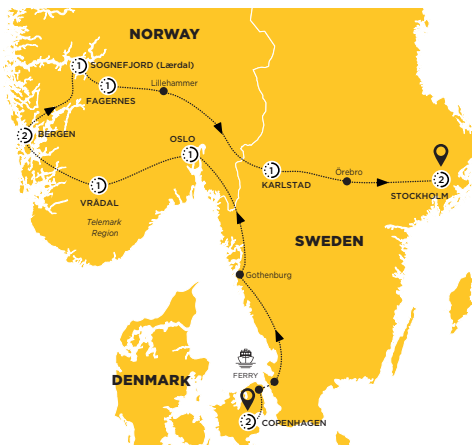 NORWAY
SOGNEFJORD (Lærdal)
1
1
FAGERNES
Lillehammer
2
BERGEN
OSLO
1
1
VRÅDAL
Telemark
Region
1
KARLSTAD
Örebro
2
STOCKHOLM
SWEDEN
Gothenburg
DENMARK
FERRY
2
COPENHAGEN